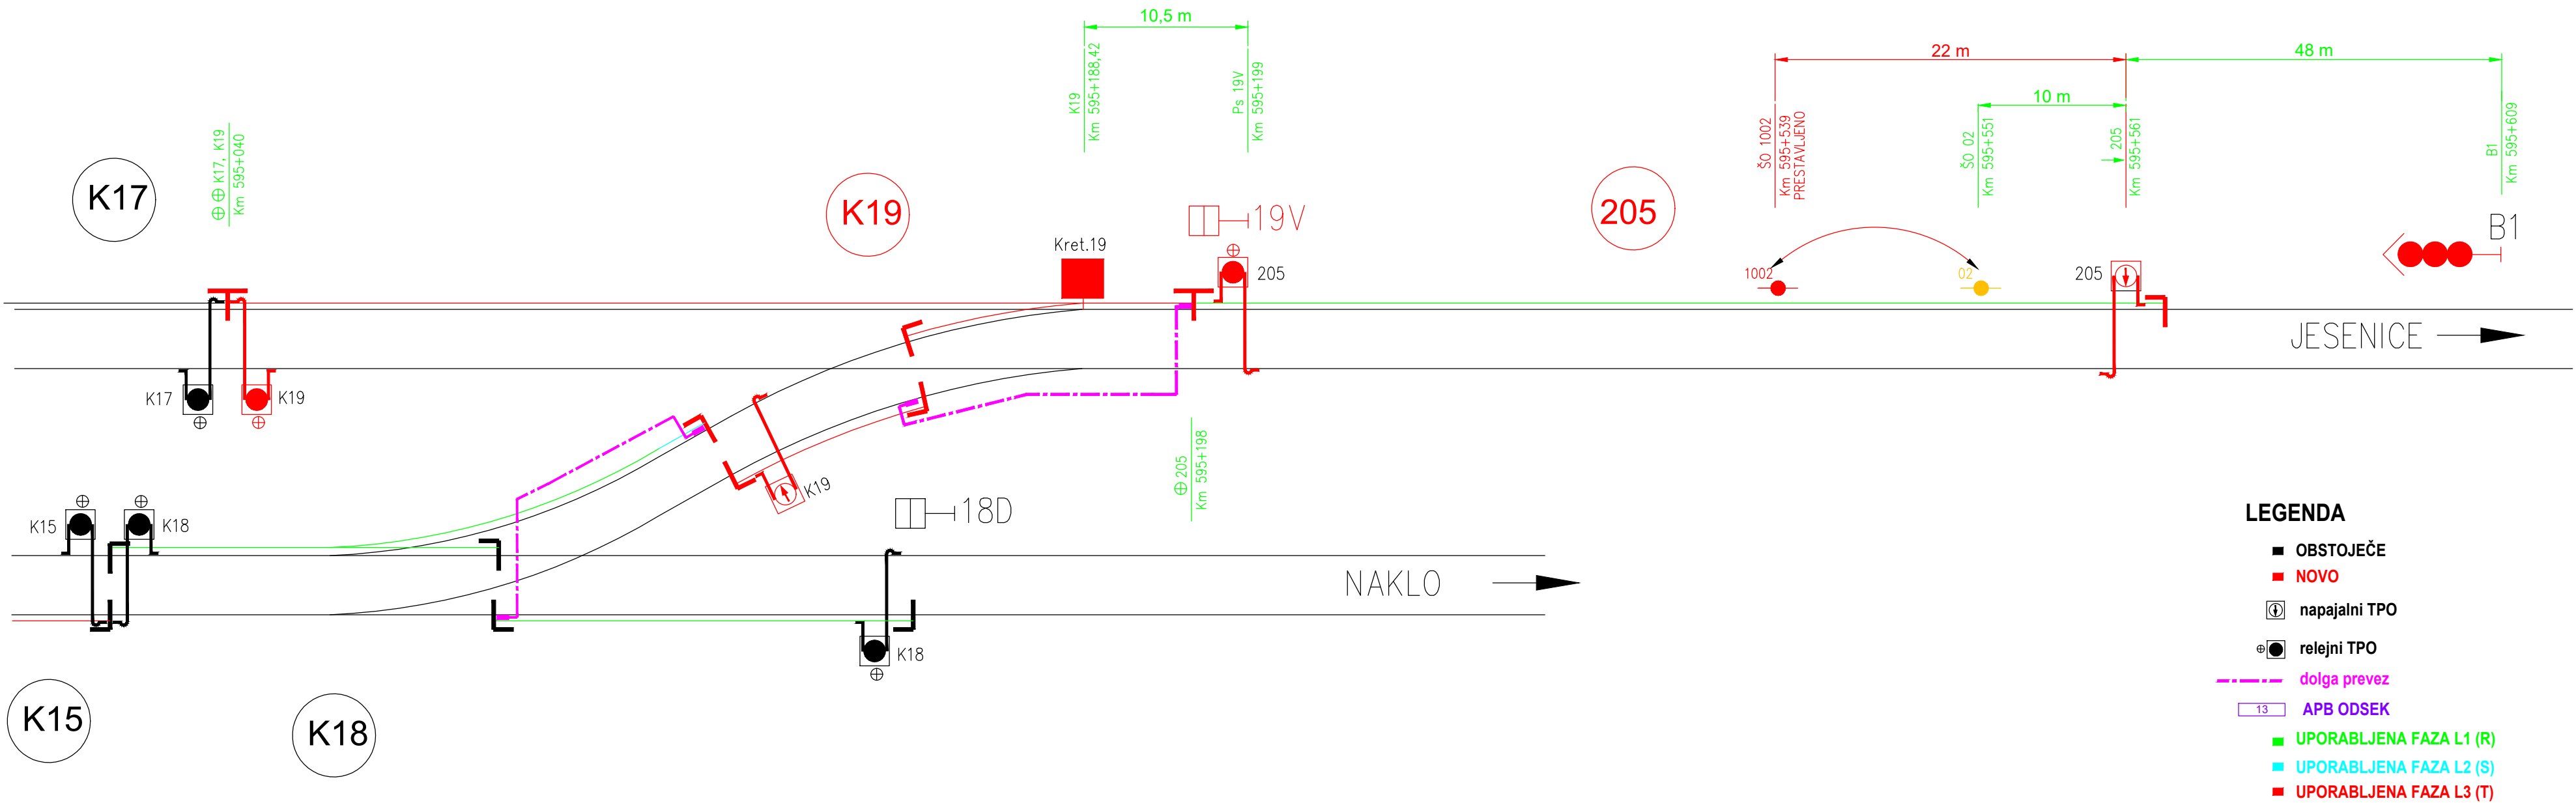 10,5 m
22 m
48 m
10 m
K19
Km 595+188,42
Ps 19V
Km 595+199
ŠO 1002
Km 595+539
PRESTAVLJENO
ŠO 02
Km 595+551
205
Km 595+561
B1
Km 595+609
K17, K19
Km 595+040
K17
K19
205
19V
Kret.19
205
1002
02
205
B1
JESENICE
K17
K19
K19
205
Km 595+198
18D
K15
K18
NAKLO
K18
K15
K18
LEGENDA
OBSTOJEČE
NOVO
napajalni TPO
relejni TPO
dolga prevez
13 APB ODSEK
UPORABLJENA FAZA L1 (R)
UPORABLJENA FAZA L2 (S)
UPORABLJENA FAZA L3 (T)